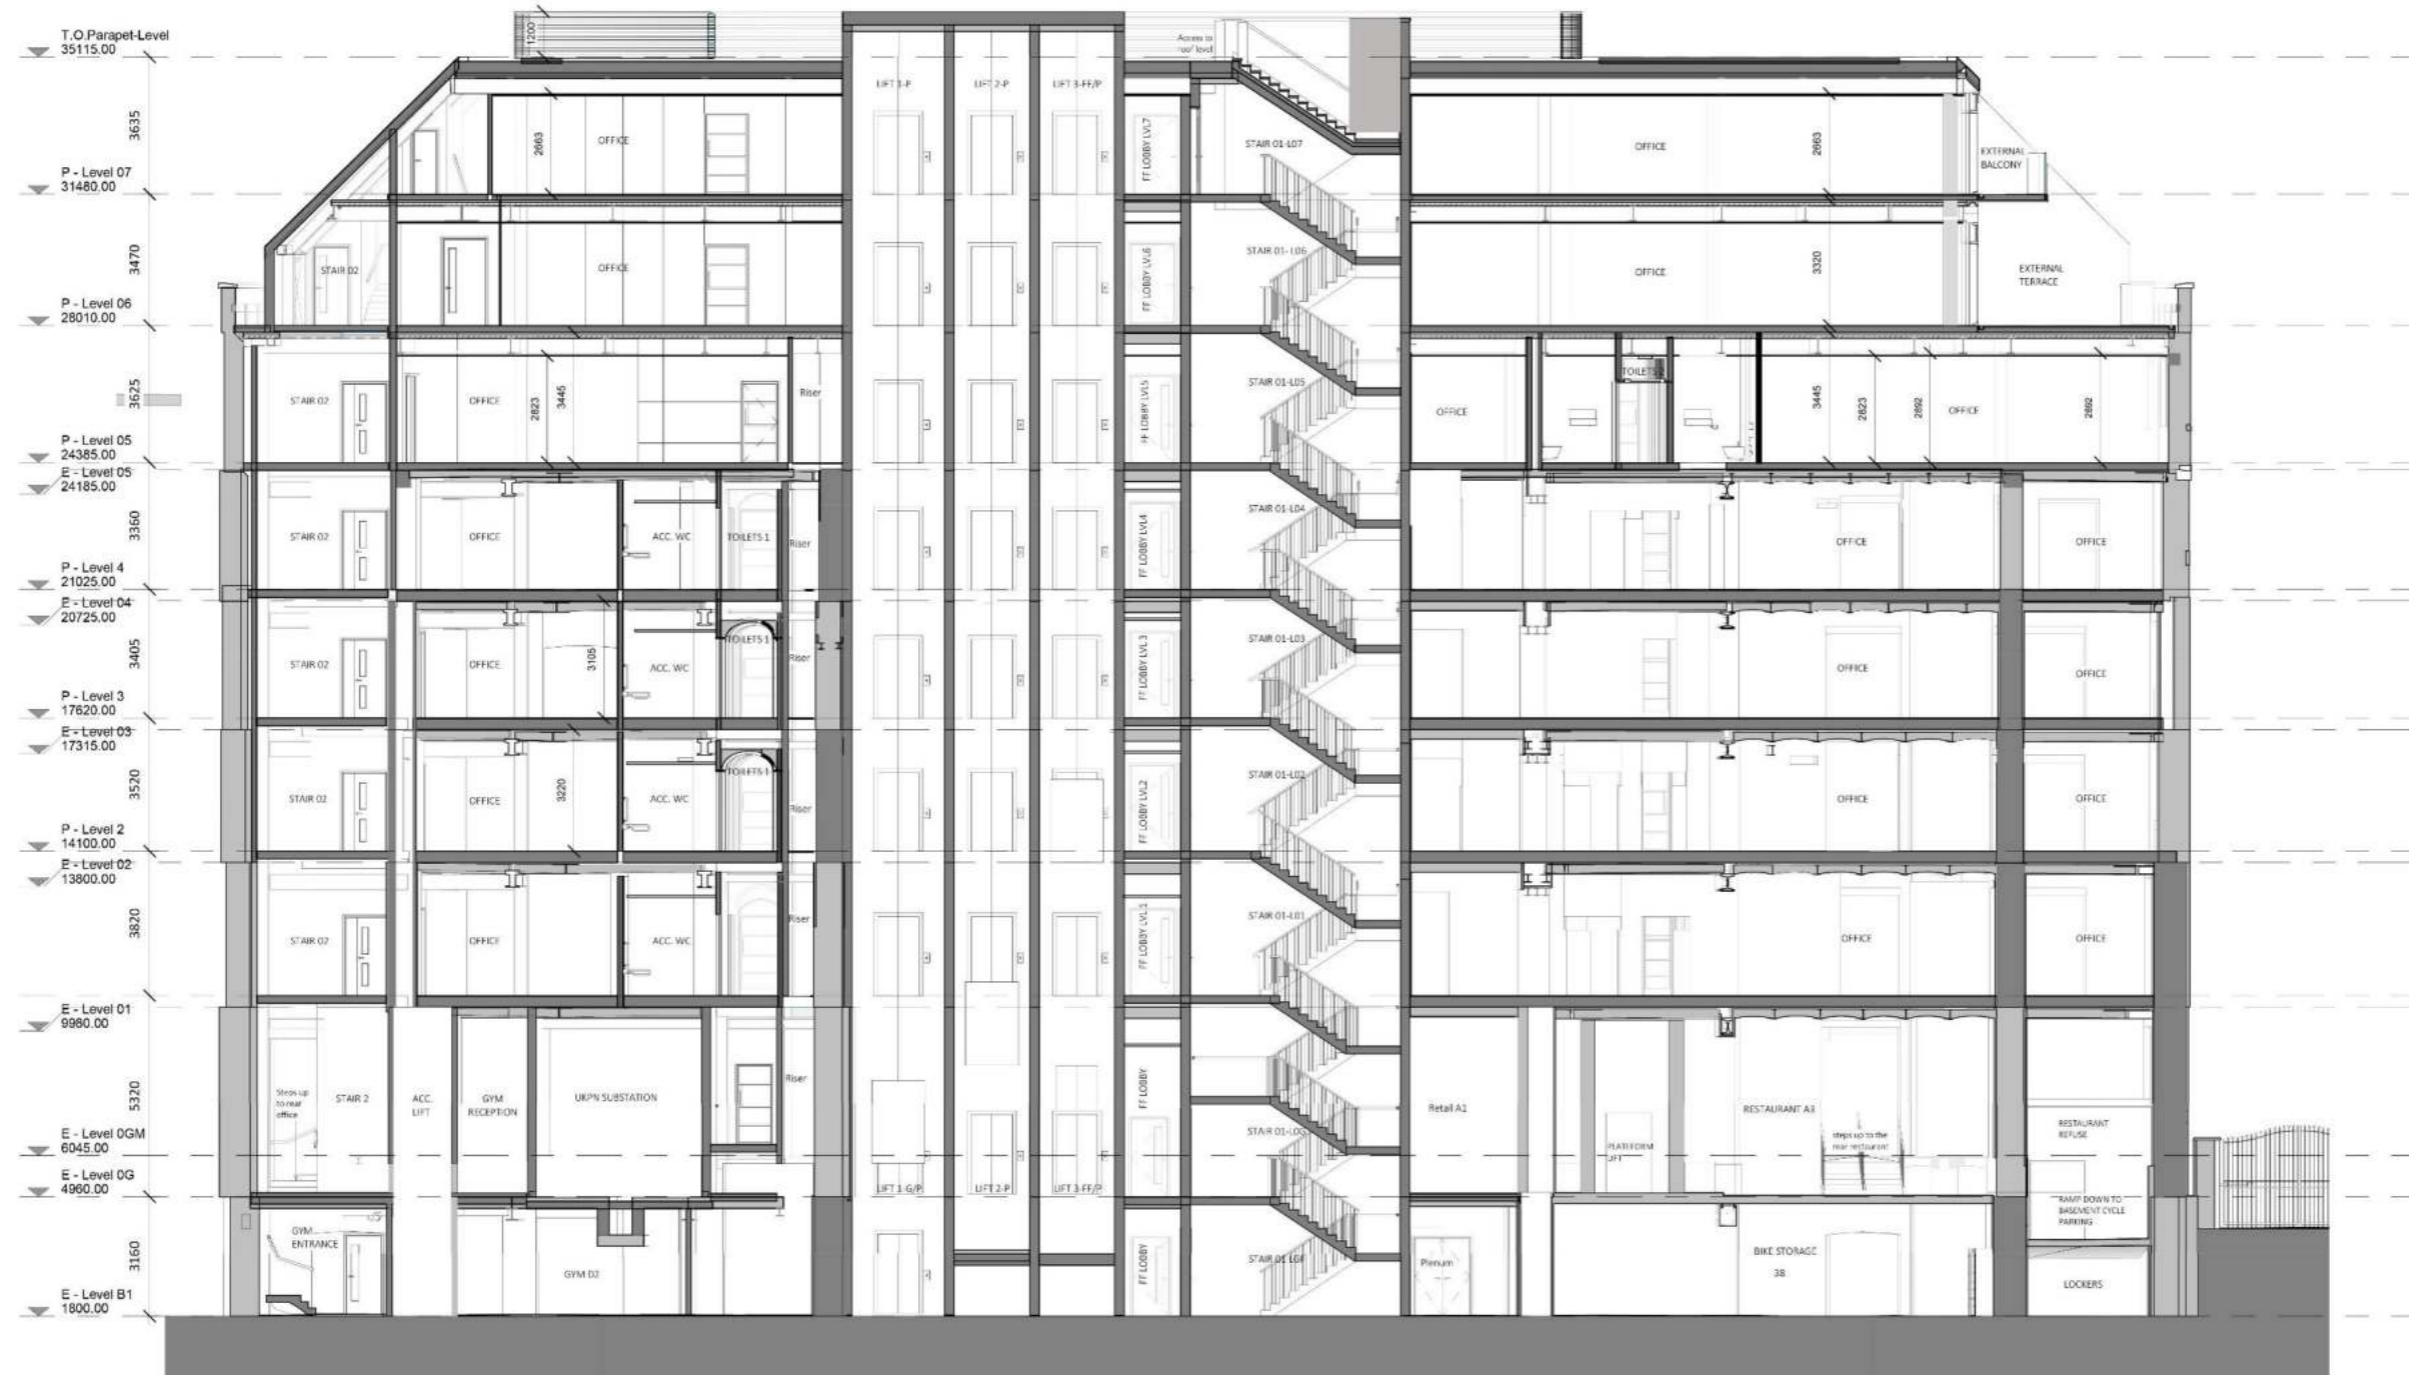 T.O.Parapet-Level
35115.00
1200
Access to
roof level
3635
LIFT 1-P
LIFT 2-P
LIFT 3-FF/P
2663
OFFICE
FF LOBBY LVL7
STAIR 01-L07
OFFICE
2663
EXTERNAL
BALCONY
P - Level 07
31480.00
3470
STAIR 02
OFFICE
FF LOBBY LVL6
STAIR 01-L06
OFFICE
3320
EXTERNAL
TERRACE
P - Level 06
28010.00
3625
STAIR 02
OFFICE
2823
3445
Riser
FF LOBBY LVL5
STAIR 01-L05
OFFICE
TOILETS 2
3445
2823
2892
OFFICE
2892
P - Level 05
24385.00
E - Level 05
24185.00
3360
STAIR 02
OFFICE
ACC. WC
TOILETS 1
Riser
FF LOBBY LVL4
STAIR 01-L04
OFFICE
OFFICE
P - Level 4
21025.00
E - Level 04
20725.00
3405
STAIR 02
OFFICE
3105
ACC. WC
TOILETS 1
Riser
FF LOBBY LVL3
STAIR 01-L03
OFFICE
OFFICE
P - Level 3
17620.00
E - Level 03
17315.00
3520
STAIR 02
OFFICE
3220
ACC. WC
TOILETS 1
Riser
FF LOBBY LVL2
STAIR 01-L02
OFFICE
OFFICE
P - Level 2
14100.00
E - Level 02
13800.00
3820
STAIR 02
OFFICE
ACC. WC
Riser
FF LOBBY LVL1
STAIR 01-L01
OFFICE
OFFICE
E - Level 01
9980.00
5320
Steps up
to rear
office
STAIR 2
ACC.
LIFT
GYM
RECEPTION
UKPN SUBSTATION
Riser
FF LOBBY
STAIR 01-L0G
Retail A1
PLATEFORM
LIFT
RESTAURANT A3
steps up to the
rear restaurant
RESTAURANT
REFUSE
E - Level 0GM
6045.00
E - Level 0G
4960.00
LIFT 1-G/P
LIFT 2-P
LIFT 3-FF/P
RAMP DOWN TO
BASEMENT CYCLE
PARKING
3160
GYM
ENTRANCE
GYM D2
FF LOBBY
Plenum
BIKE STORAGE
38
LOCKERS
E - Level B1
1800.00